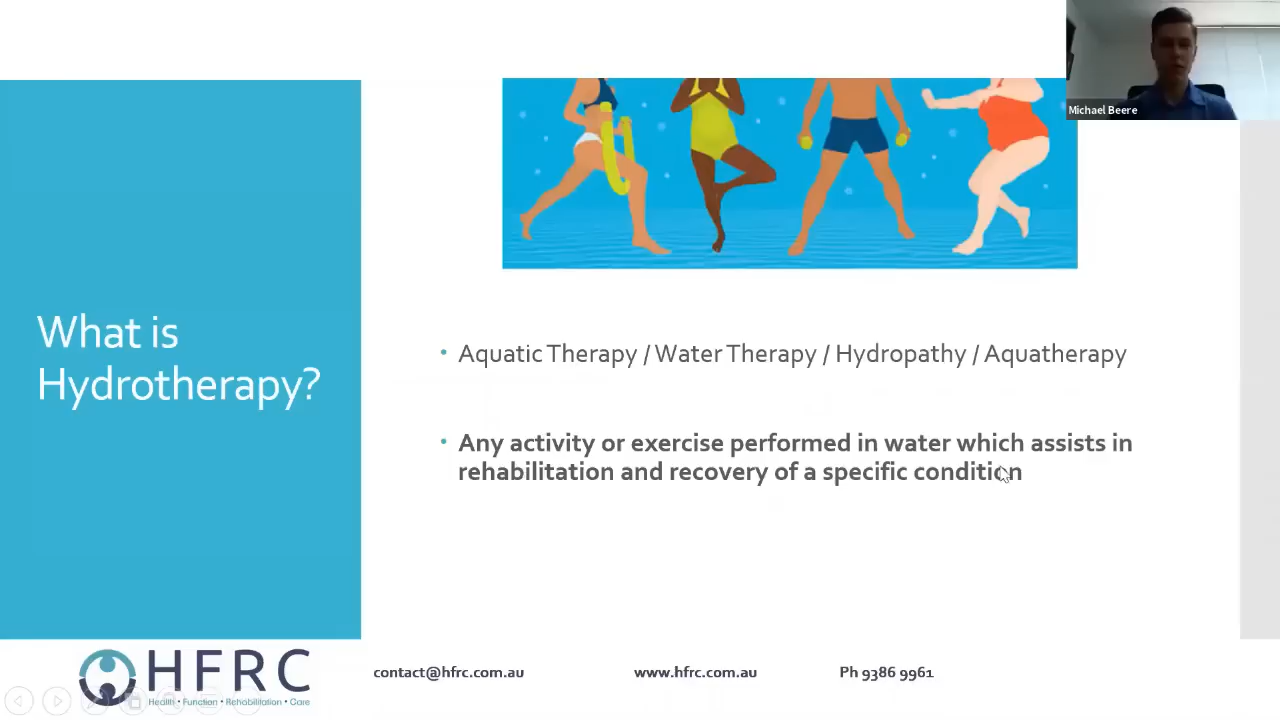 Michael Beere
What is
Hydrotherapy?
• Aquatic Therapy / Water Therapy / Hydropathy / Aquatherapy
• Any activity or exercise performed in water which assists in
rehabilitation and recovery of a specific condition
HFRC
Health • Function • Rehabilitation • Care
contact@hfrc.com.au
www.hfrc.com.au
Ph 9386 9961